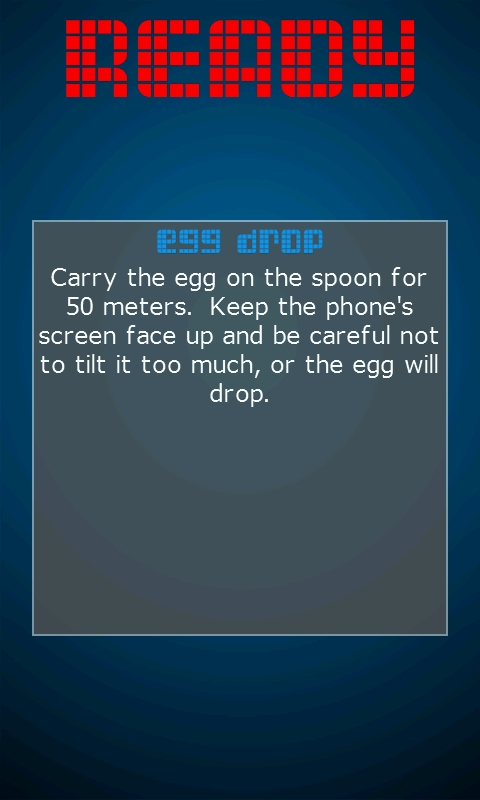 READY
egg drop
Carry the egg on the spoon for
50 meters.  Keep the phone's
screen face up and be careful not
to tilt it too much, or the egg will
drop.